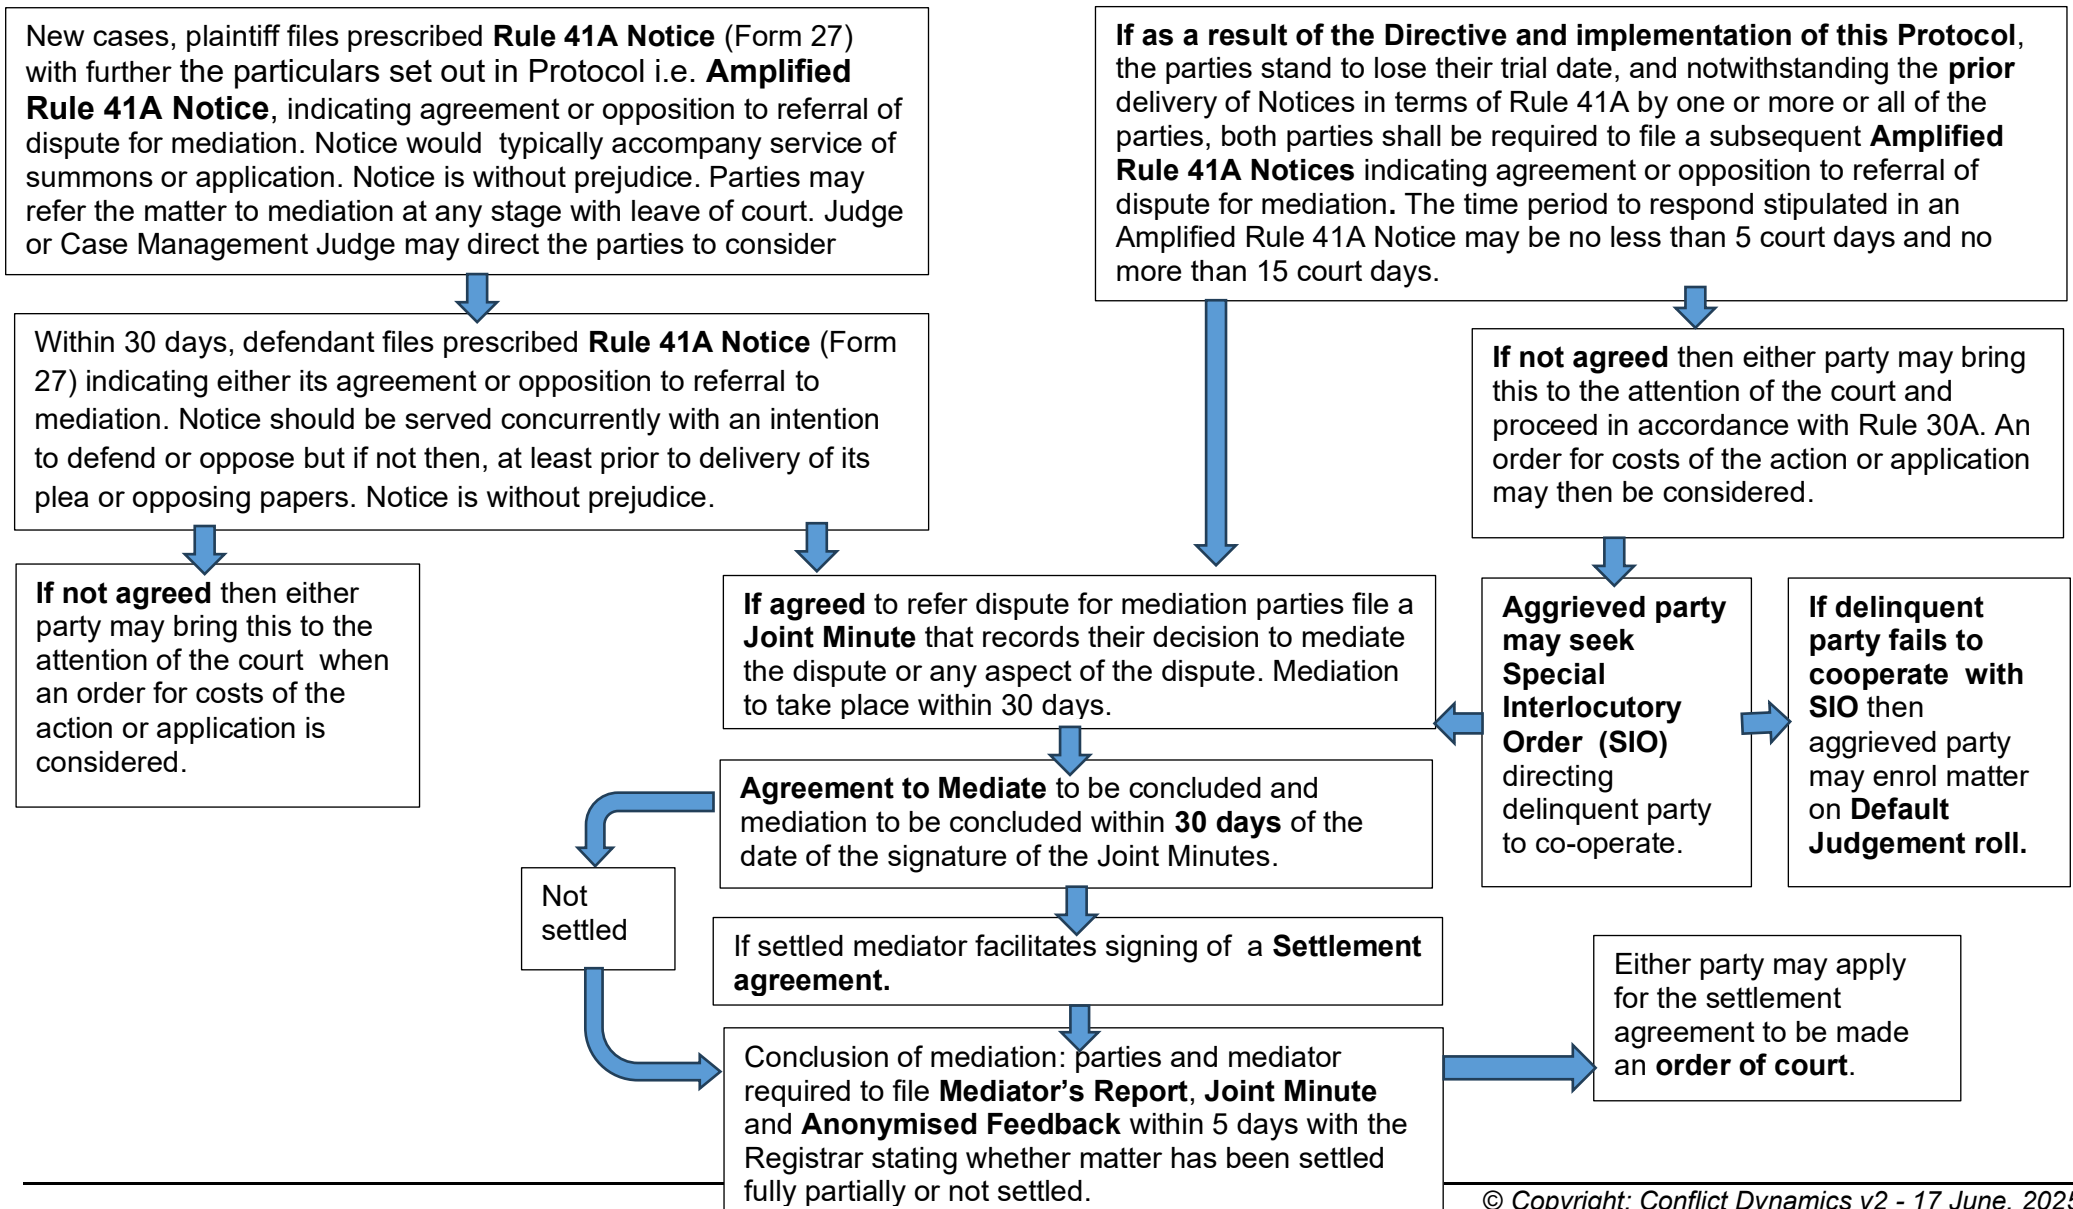 New cases, plaintiff files prescribed Rule 41A Notice (Form 27)
with further the particulars set out in Protocol i.e. Amplified
Rule 41A Notice, indicating agreement or opposition to referral of
dispute for mediation. Notice would typically accompany service of
summons or application. Notice is without prejudice. Parties may
refer the matter to mediation at any stage with leave of court. Judge
or Case Management Judge may direct the parties to consider
If as a result of the Directive and implementation of this Protocol,
the parties stand to lose their trial date, and notwithstanding the prior
delivery of Notices in terms of Rule 41A by one or more or all of the
parties, both parties shall be required to file a subsequent Amplified
Rule 41A Notices indicating agreement or opposition to referral of
dispute for mediation. The time period to respond stipulated in an
Amplified Rule 41A Notice may be no less than 5 court days and no
more than 15 court days.
Within 30 days, defendant files prescribed Rule 41A Notice (Form
27) indicating either its agreement or opposition to referral to
mediation. Notice should be served concurrently with an intention
to defend or oppose but if not then, at least prior to delivery of its
plea or opposing papers. Notice is without prejudice.
If not agreed then either party may bring
this to the attention of the court and
proceed in accordance with Rule 30A. An
order for costs of the action or application
may then be considered.
If not agreed then either
party may bring this to the
attention of the court when
an order for costs of the
action or application is
considered.
If agreed to refer dispute for mediation parties file a
Joint Minute that records their decision to mediate
the dispute or any aspect of the dispute. Mediation
to take place within 30 days.
Aggrieved party
may seek
Special
Interlocutory
Order (SIO)
directing
delinquent party
to co-operate.
If delinquent
party fails to
cooperate with
SIO then
aggrieved party
may enrol matter
on Default
Judgement roll.
Agreement to Mediate to be concluded and
mediation to be concluded within 30 days of the
date of the signature of the Joint Minutes.
Not
settled
If settled mediator facilitates signing of a Settlement
agreement.
Either party may apply
for the settlement
agreement to be made
an order of court.
Conclusion of mediation: parties and mediator
required to file Mediator’s Report, Joint Minute
and Anonymised Feedback within 5 days with the
Registrar stating whether matter has been settled
fully partially or not settled.
© Copyright: Conflict Dynamics v2 - 17 June, 2025